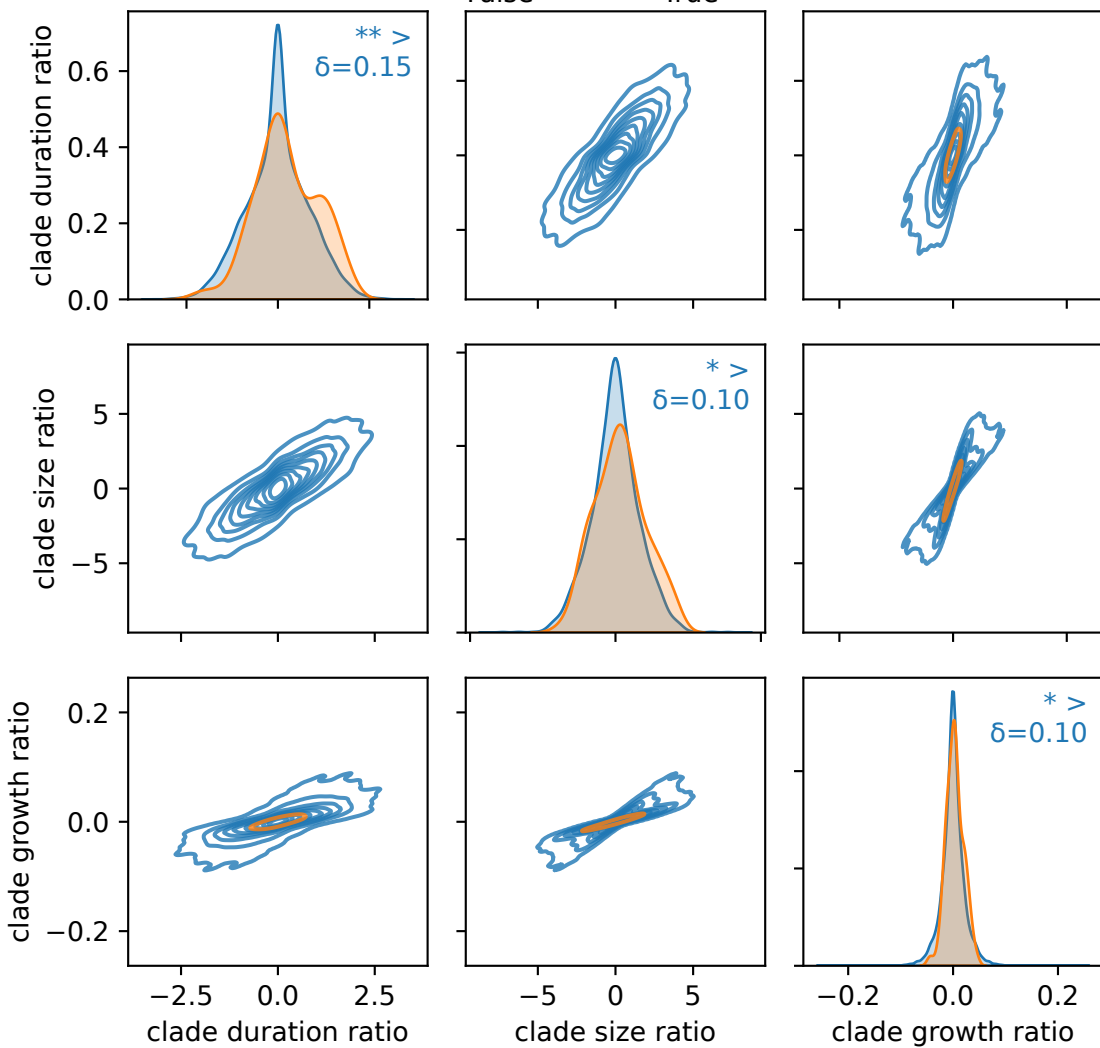 raise True
clade duration ratio
0.6
0.4
0.2
0.0
** >
δ=0.15
clade size ratio
5
0
−5
* >
δ=0.10
clade growth ratio
0.2
0.0
−0.2
* >
δ=0.10
−2.5 0.0 2.5
−5 0 5
−0.2 0.0 0.2
clade duration ratio
clade size ratio
clade growth ratio